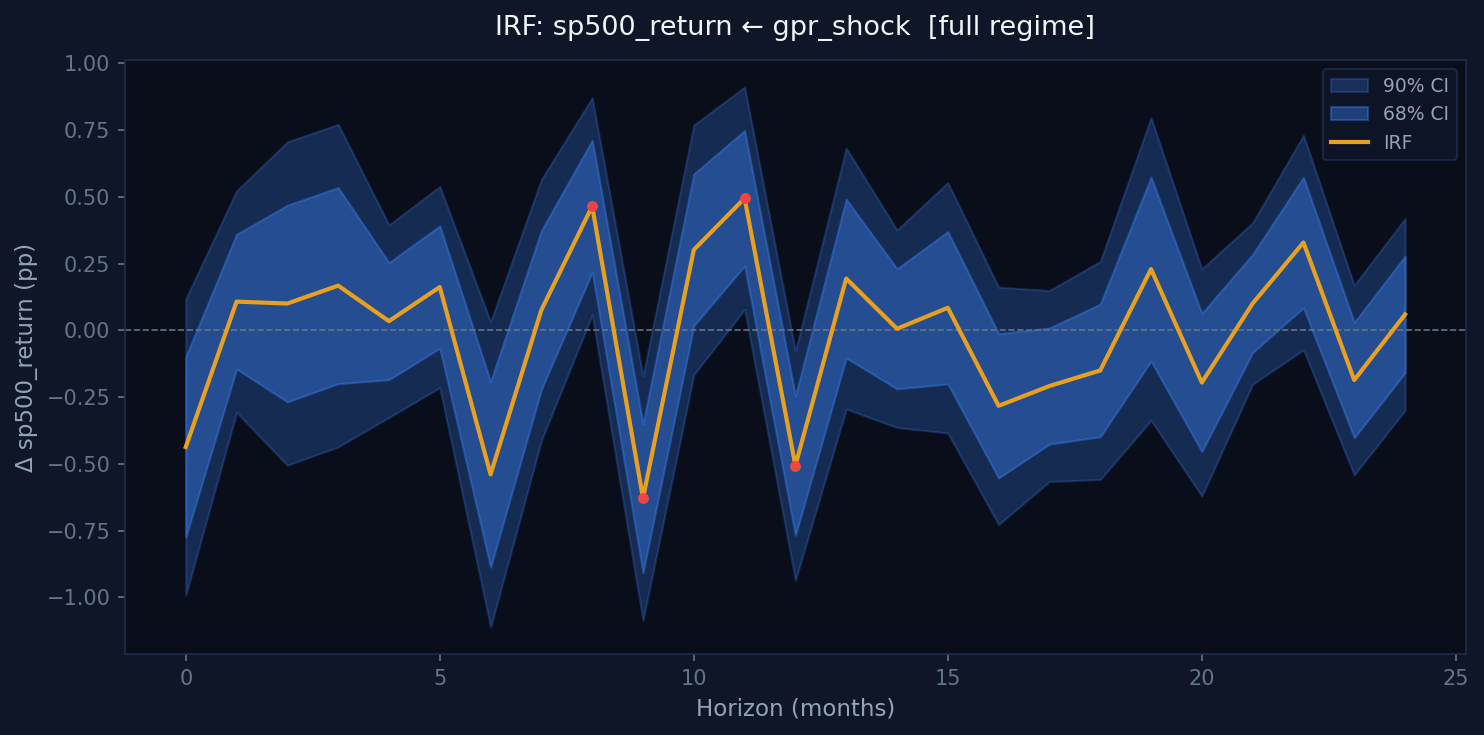 IRF: sp500_return ← gpr_shock  [full regime]
90% CI
68% CI
IRF
Δ sp500_return (pp)
1.00
0.75
0.50
0.25
0.00
−0.25
−0.50
−0.75
−1.00
0
5
10
15
20
25
Horizon (months)